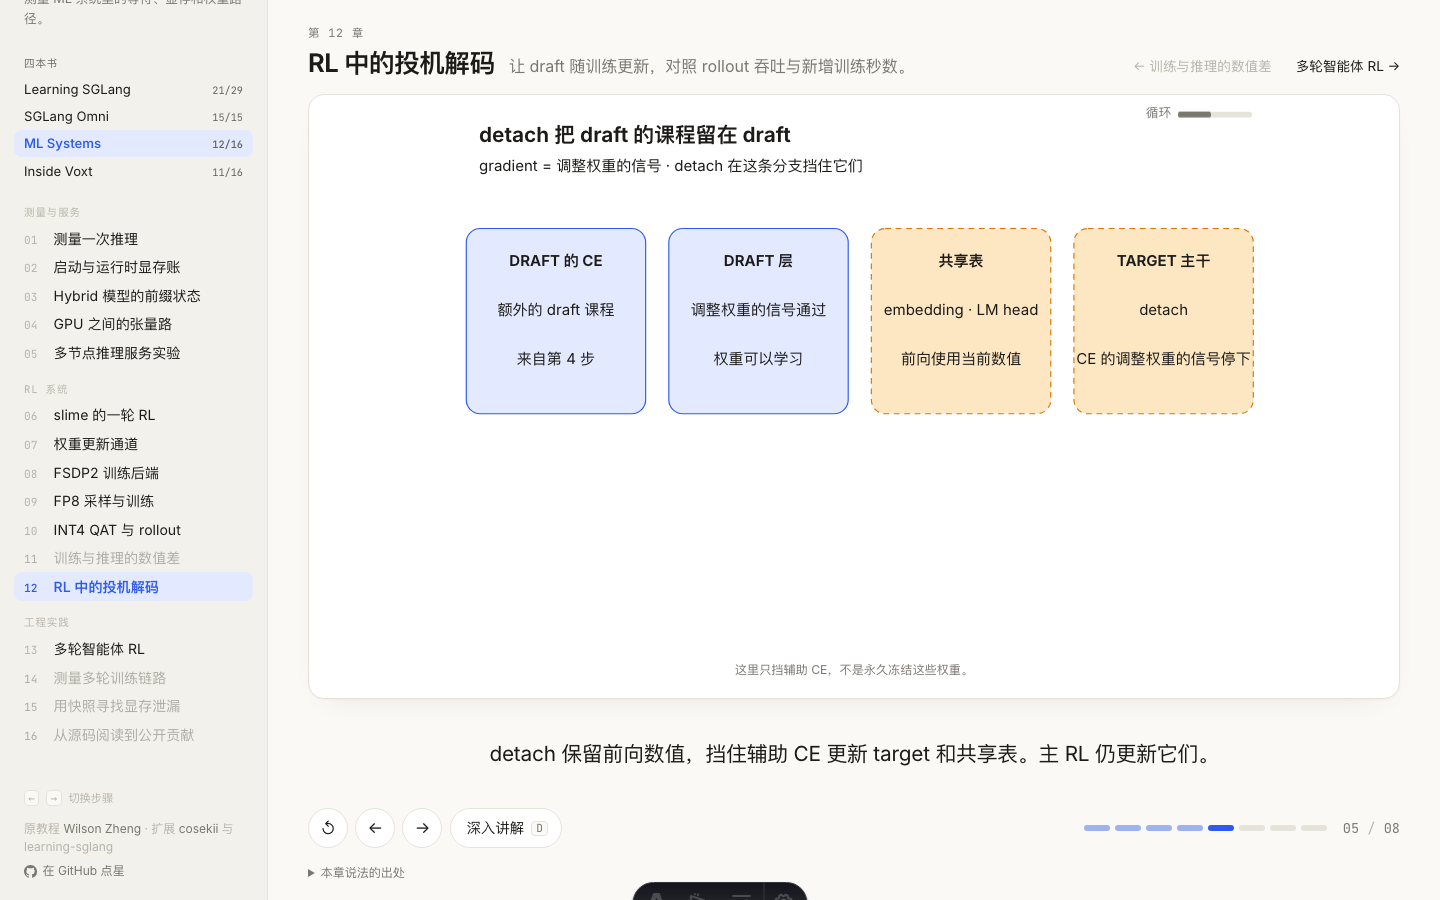 径。
四本书
Learning SGLang 21/29
SGLang Omni 15/15
ML Systems 12/16
Inside Voxt 11/16
测量与服务
01 测量一次推理
02 启动与运行时显存账
03 Hybrid 模型的前缀状态
04 GPU 之间的张量路
05 多节点推理服务实验
RL 系统
06 slime 的一轮 RL
07 权重更新通道
08 FSDP2 训练后端
09 FP8 采样与训练
10 INT4 QAT 与 rollout
11 训练与推理的数值差
12 RL 中的投机解码
工程实践
13 多轮智能体 RL
14 测量多轮训练链路
15 用快照寻找显存泄漏
16 从源码阅读到公开贡献
← → 切换步骤
原教程 Wilson Zheng · 扩展 cosekii 与
learning-sglang
在 GitHub 点星
第 12 章
RL 中的投机解码 让 draft 随训练更新，对照 rollout 吞吐与新增训练秒数。
← 训练与推理的数值差 多轮智能体 RL →
循环
detach 把 draft 的课程留在 draft
gradient = 调整权重的信号 · detach 在这条分支挡住它们
DRAFT 的 CE
额外的 draft 课程
来自第 4 步
DRAFT 层
调整权重的信号通过
权重可以学习
共享表
embedding · LM head
前向使用当前数值
TARGET 主干
detach
CE 的调整权重的信号停下
这里只挡辅助 CE，不是永久冻结这些权重。
detach 保留前向数值，挡住辅助 CE 更新 target 和共享表。主 RL 仍更新它们。
← → 深入讲解 D
05 / 08
▶ 本章说法的出处